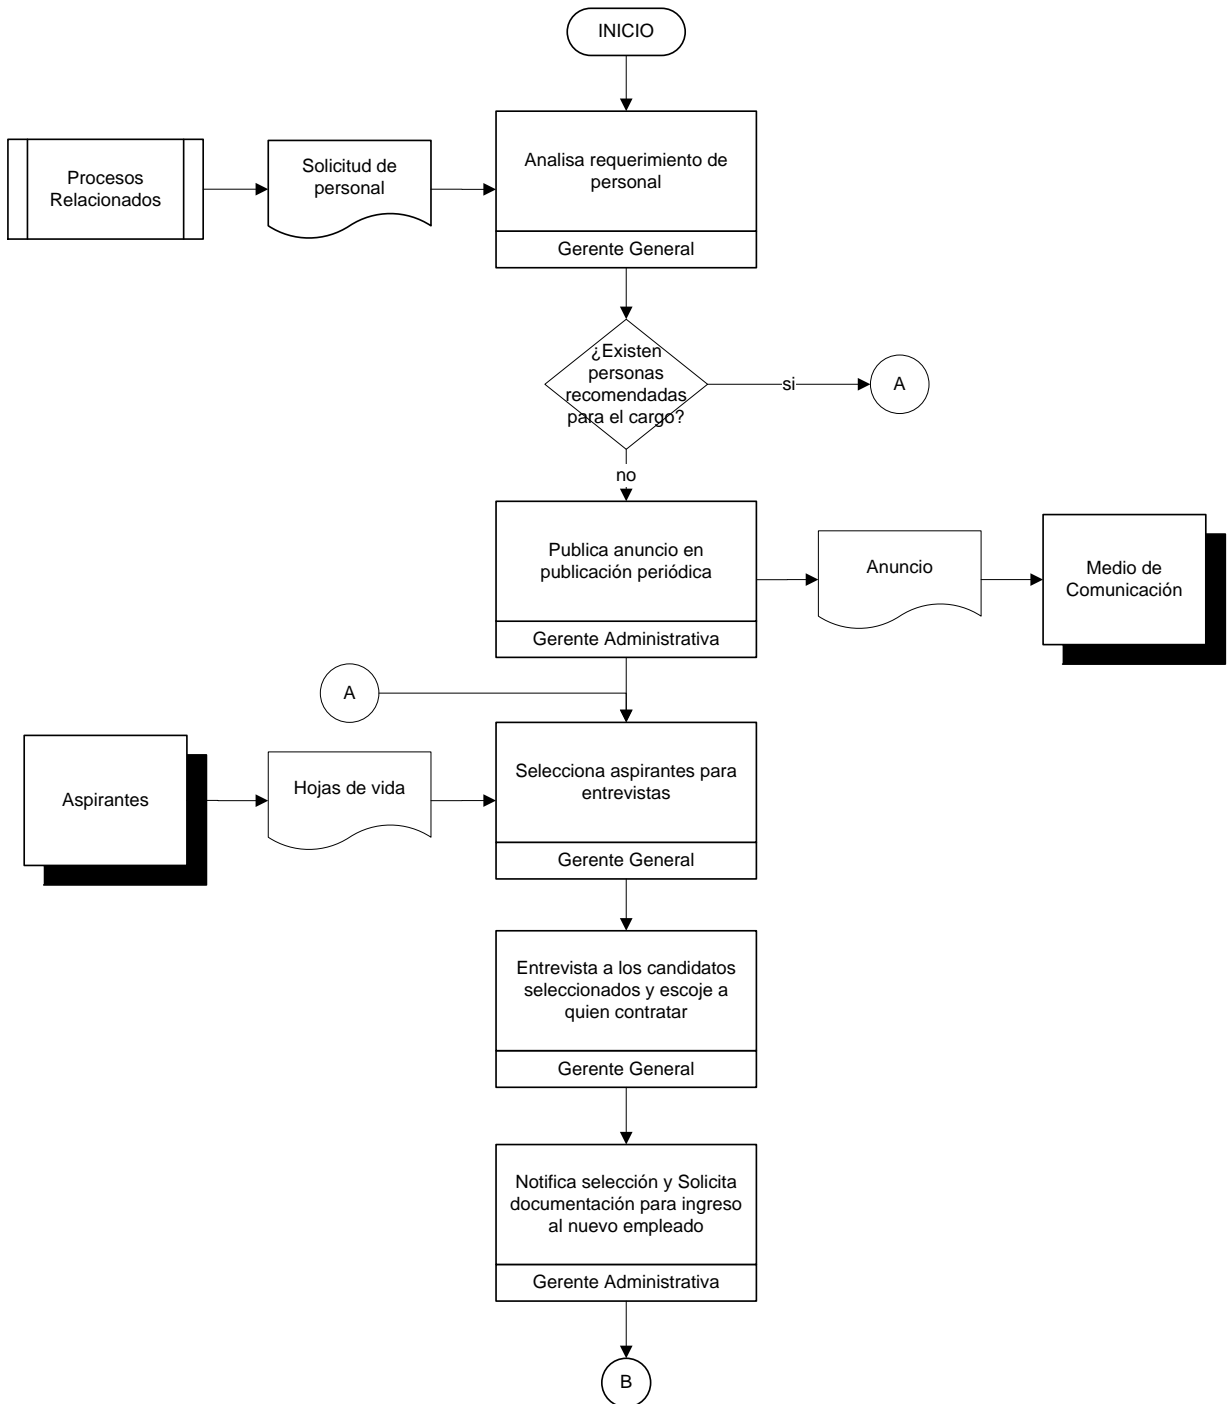 INICIO
Procesos
Relacionados
Solicitud de
personal
Analisa requerimiento de
personal
Gerente General
¿Existen
personas
recomendadas
para el cargo?
si
A
no
Publica anuncio en
publicación periódica
Gerente Administrativa
Anuncio
Medio de
Comunicación
A
Aspirantes
Hojas de vida
Selecciona aspirantes para
entrevistas
Gerente General
Entrevista a los candidatos
seleccionados y escoje a
quien contratar
Gerente General
Notifica selección y Solicita
documentación para ingreso
al nuevo empleado
Gerente Administrativa
B